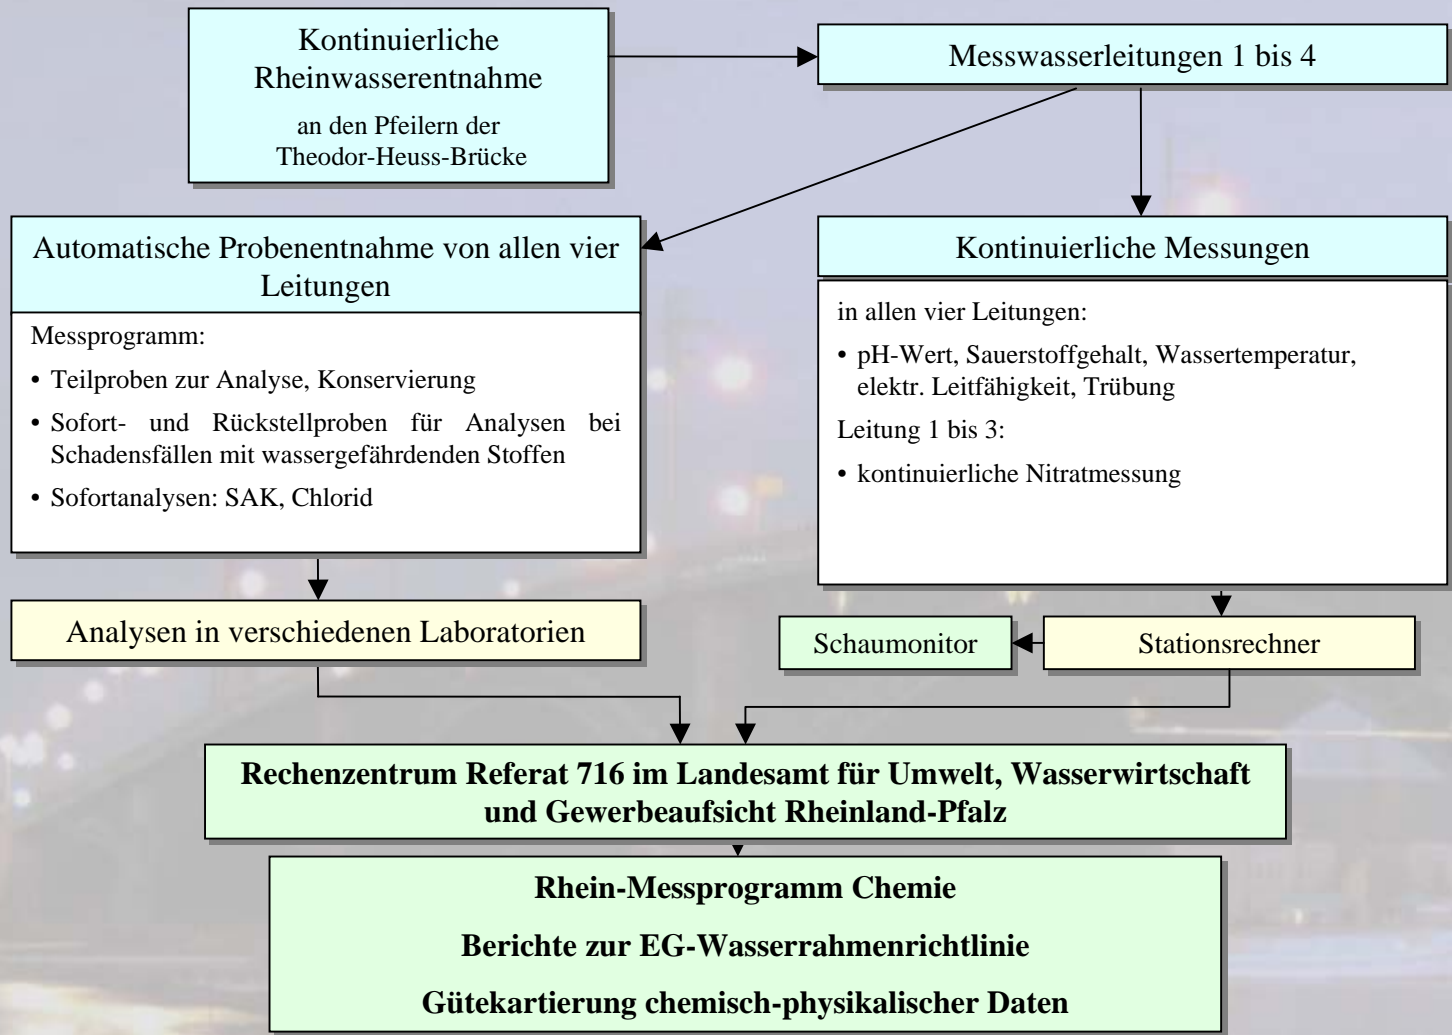 Kontinuierliche
Rheinwasserentnahme
an den Pfeilern der
Theodor-Heuss-Brücke
Messwasserleitungen 1 bis 4
Automatische Probenentnahme von allen vier
Leitungen
Messprogramm:
• Teilproben zur Analyse, Konservierung
• Sofort- und Rückstellproben für Analysen bei
Schadensfällen mit wassergefährdenden Stoffen
• Sofortanalysen: SAK, Chlorid
Kontinuierliche Messungen
in allen vier Leitungen:
• pH-Wert, Sauerstoffgehalt, Wassertemperatur,
elektr. Leitfähigkeit, Trübung
Leitung 1 bis 3:
• kontinuierliche Nitratmessung
Analysen in verschiedenen Laboratorien
Schaumonitor
Stationsrechner
Rechenzentrum Referat 716 im Landesamt für Umwelt, Wasserwirtschaft
und Gewerbeaufsicht Rheinland-Pfalz
Rhein-Messprogramm Chemie
Berichte zur EG-Wasserrahmenrichtlinie
Gütekartierung chemisch-physikalischer Daten